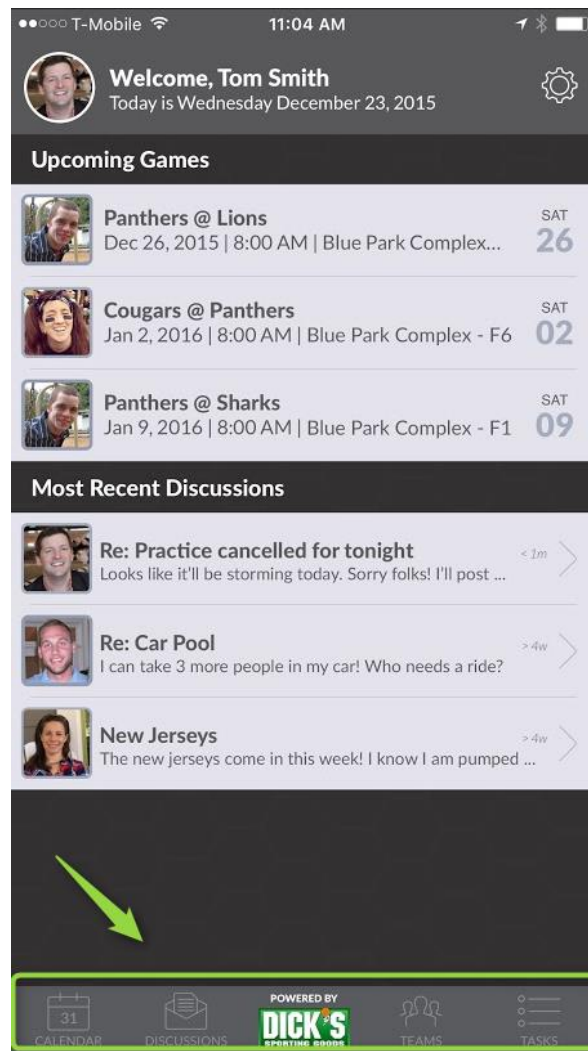 T-Mobile 11:04 AM
Welcome, Tom Smith
Today is Wednesday December 23, 2015
Upcoming Games
Panthers @ Lions
Dec 26, 2015 | 8:00 AM | Blue Park Complex...
SAT
26
Cougars @ Panthers
Jan 2, 2016 | 8:00 AM | Blue Park Complex - F6
SAT
02
Panthers @ Sharks
Jan 9, 2016 | 8:00 AM | Blue Park Complex - F1
SAT
09
Most Recent Discussions
Re: Practice cancelled for tonight
Looks like it'll be storming today. Sorry folks! I'll post ...
< 1m
Re: Car Pool
I can take 3 more people in my car! Who needs a ride?
> 4w
New Jerseys
The new jerseys come in this week! I know I am pumped ...
> 4w
31
CALENDAR
DISCUSSIONS
POWERED BY
DICK'S
SPORTING GOODS
TEAMS
TASKS